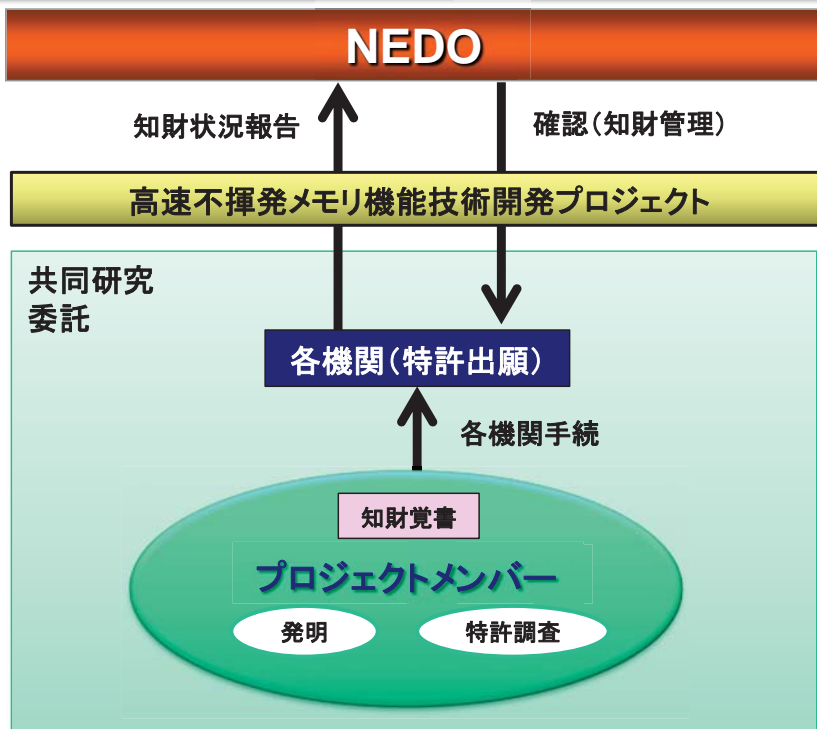 NEDO
知財状況報告
確認（知財管理）
高速不揮発メモリ機能技術開発プロジェクト
共同研究
委託
各機関（特許出願）
各機関手続
知財覚書
プロジェクトメンバー
発明
特許調査